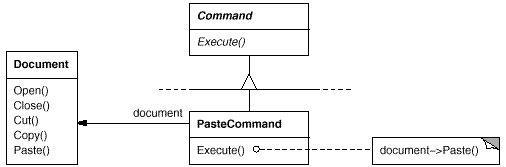 Command
Execute()
Document
Open()
Close()
Cut()
Copy()
Paste()
document
PasteCommand
Execute()
document–>Paste()